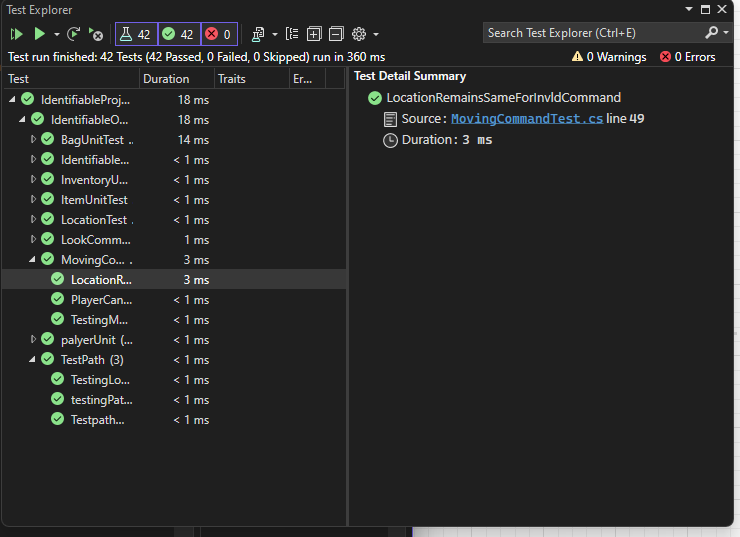 Test Explorer
42 42 0 Search Test Explorer (Ctrl+E)
Test run finished: 42 Tests (42 Passed, 0 Failed, 0 Skipped) run in 360 ms 0 Warnings 0 Errors
Test Duration Traits Er...
IdentifiableProj... 18 ms
IdentifiableO... 18 ms
BagUnitTest .. 14 ms
Identifiable... < 1 ms
InventoryU... < 1 ms
ItemUnitTest < 1 ms
LocationTest . < 1 ms
LookComm... 1 ms
MovingCo... . 3 ms
LocationR... 3 ms
PlayerCan... < 1 ms
TestingM... < 1 ms
palyerUnit (... < 1 ms
TestPath (3) < 1 ms
TestingLo... < 1 ms
testingPat... < 1 ms
Testpath... < 1 ms
Test Detail Summary
LocationRemainsSameForInvldCommand
Source: MovingCommandTest.cs line 49
Duration: 3 ms